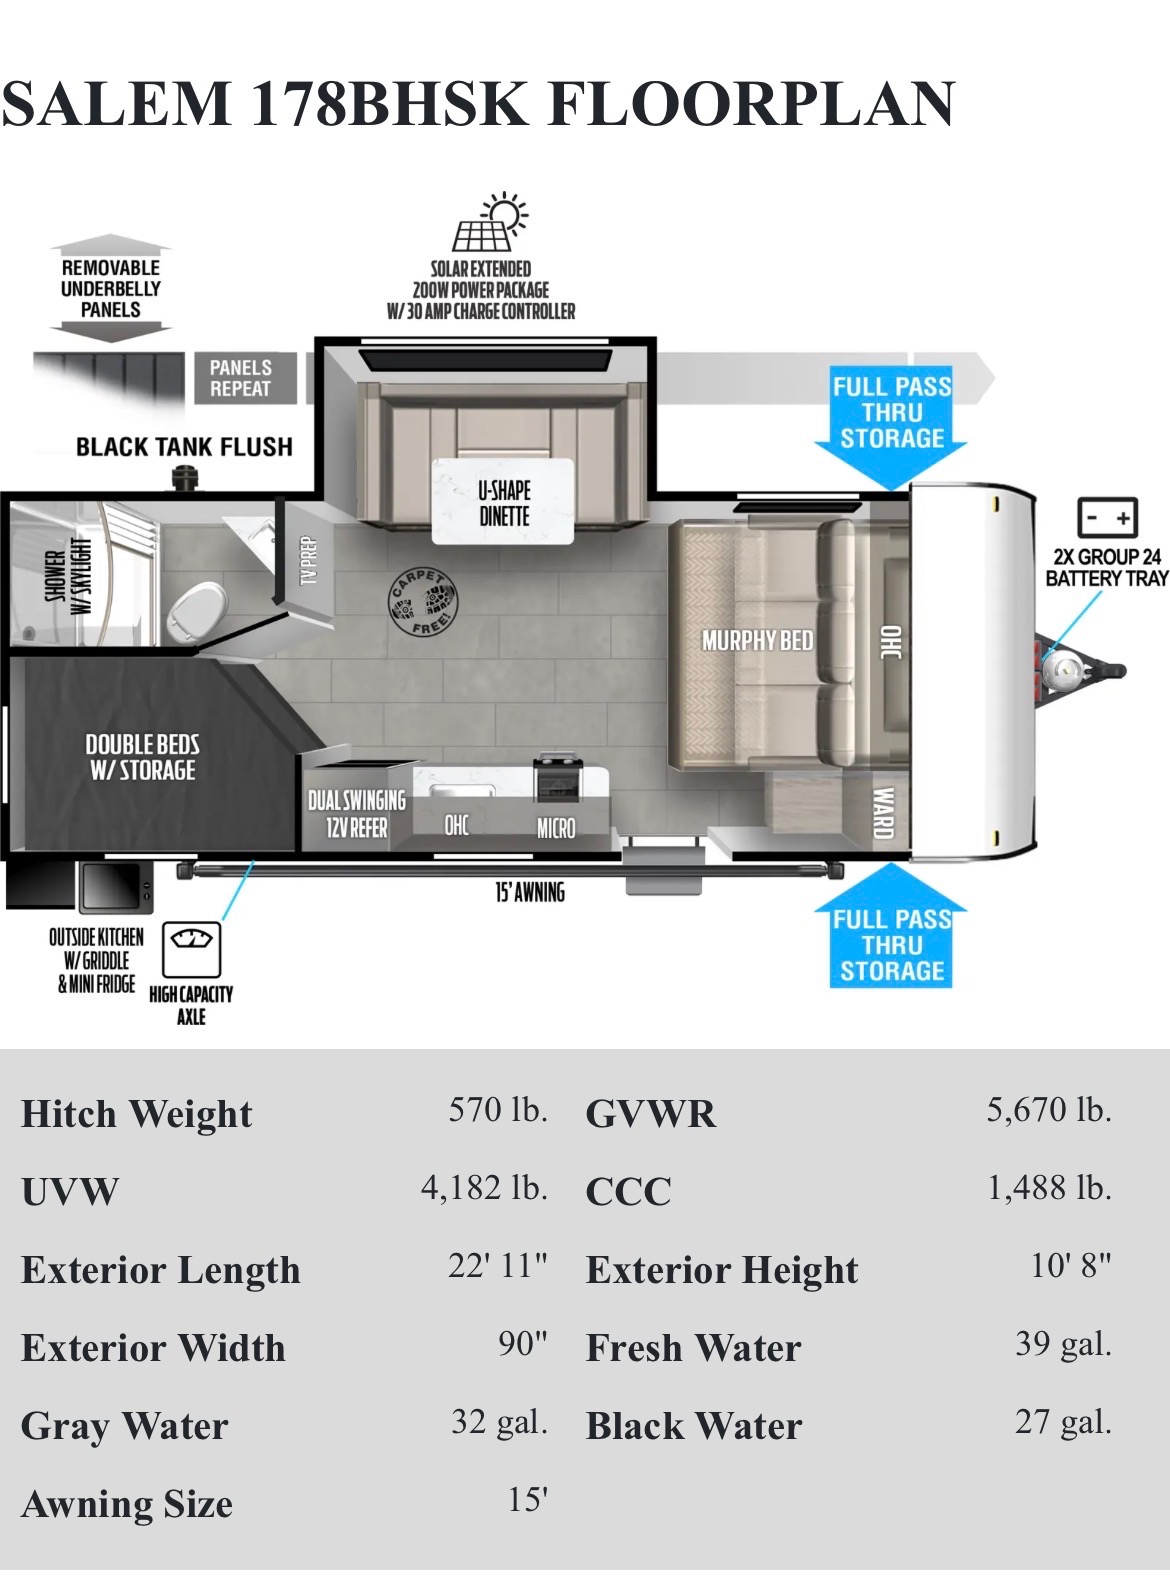 SALEM 178BHSK FLOORPLAN
SOLAR EXTENDED
200W POWER PACKAGE
W/ 30 AMP CHARGE CONTROLLER
REMOVABLE
UNDERBELLY
PANELS
PANELS
REPEAT
BLACK TANK FLUSH
FULL PASS
THRU
STORAGE
U-SHAPE
DINETTE
SHOWER
W/ SKYLIGHT
TV PREP
CARPET
FREE!
MURPHY BED
OHC
2X GROUP 24
BATTERY TRAY
DOUBLE BEDS
W/ STORAGE
DUAL SWINGING
12V REFER
OHC
MICRO
WARD
15' AWNING
OUTSIDE KITCHEN
W/ GRIDDLE
& MINI FRIDGE
HIGH CAPACITY
AXLE
FULL PASS
THRU
STORAGE
Hitch Weight 570 lb. GVWR 5,670 lb.
UVW 4,182 lb. CCC 1,488 lb.
Exterior Length 22' 11" Exterior Height 10' 8"
Exterior Width 90" Fresh Water 39 gal.
Gray Water 32 gal. Black Water 27 gal.
Awning Size 15'